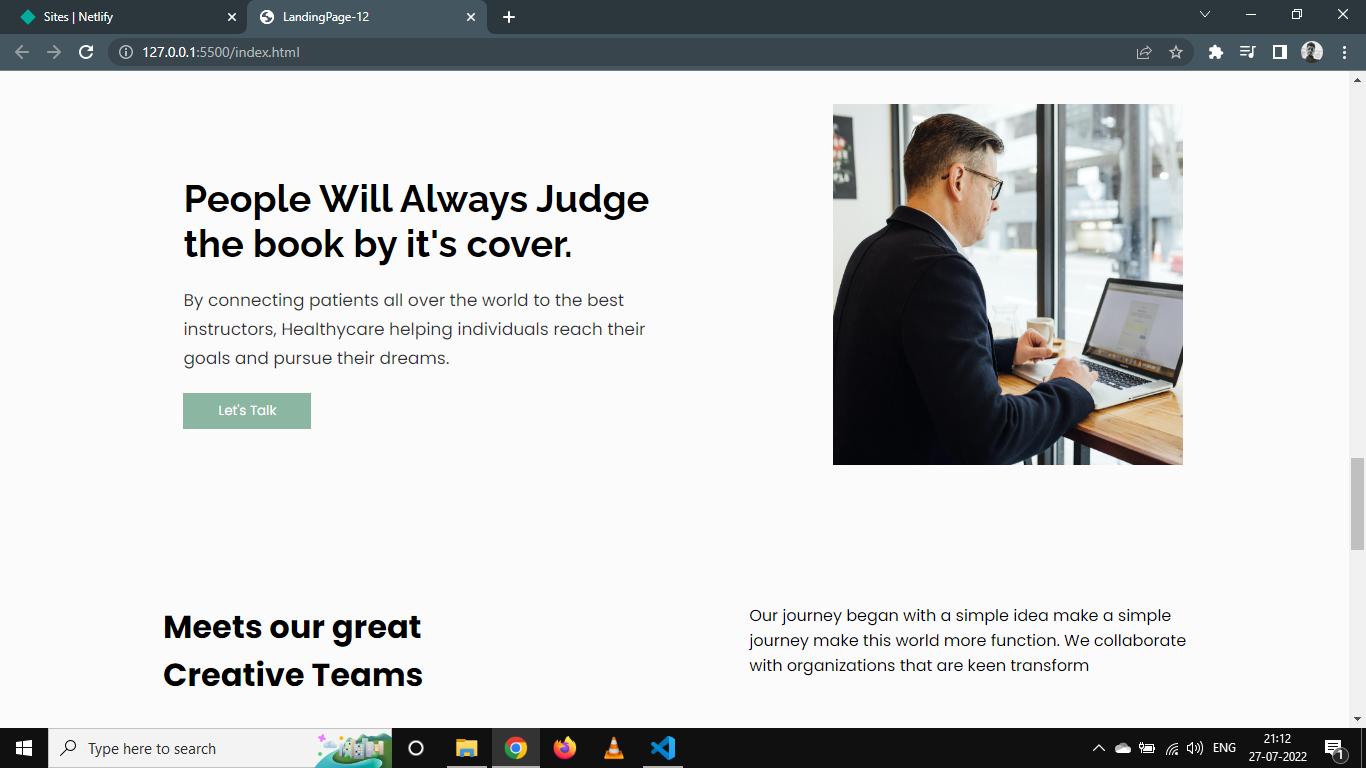 Sites | Netlify
LandingPage-12
127.0.0.1:5500/index.html
People Will Always Judge
the book by it's cover.
By connecting patients all over the world to the best
instructors, Healthycare helping individuals reach their
goals and pursue their dreams.
Let's Talk
Meets our great
Creative Teams
Our journey began with a simple idea make a simple
journey make this world more function. We collaborate
with organizations that are keen transform
Type here to search
ENG
21:12
27-07-2022
1